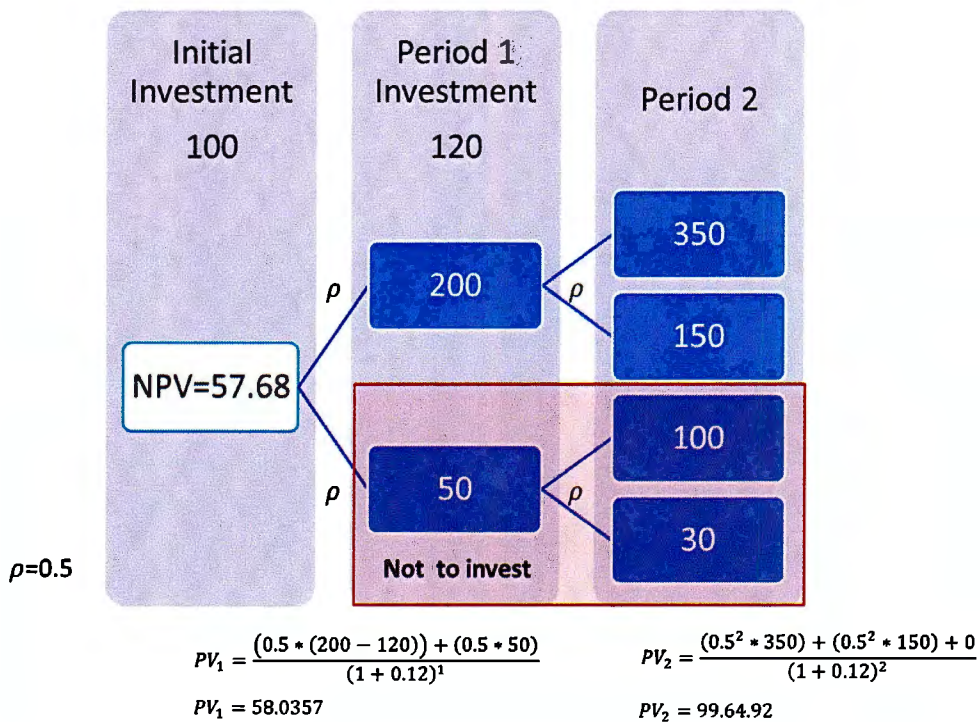 Initial
Investment
100
Period 1
Investment
120
Period 2
350
ρ
200
ρ
150
NPV=57.68
100
ρ
50
ρ
30
ρ=0.5
Not to invest
PV₁ = (0.5 * (200 − 120)) + (0.5 * 50) / (1 + 0.12)¹
PV₁ = 58.0357
PV₂ = (0.5² * 350) + (0.5² * 150) + 0 / (1 + 0.12)²
PV₂ = 99.64.92